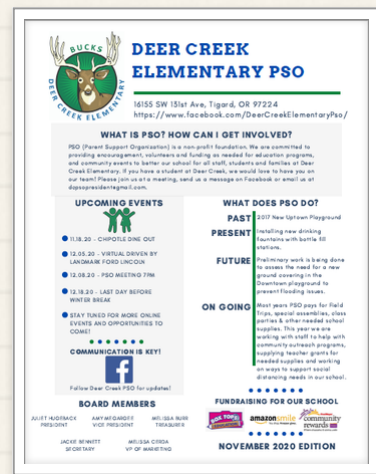 BUCKS
DEER CREEK ELEMENTARY
DEER CREEK
ELEMENTARY PSO
16155 SW 131st Ave, Tigard, OR 97224
https://www.facebook.com/DeerCreekElementaryPso/
WHAT IS PSO? HOW CAN I GET INVOLVED?
PSO (Parent Support Organization) is a non-profit foundation. We are committed to
providing encouragement, volunteers and funding as needed for education programs,
and community events to better our school for all staff, students and families at Deer
Creek Elementary. If you have a student at Deer Creek, we would love to have you on
our team! Please join us at a meeting, send us a message on Facebook or email us at
dcpsopresidentegmail.com.
UPCOMING EVENTS
11.18.20 - CHIPOTLE DINE OUT
12.05.20 - VIRTUAL DRIVEN BY
LANDMARK FORD LINCOLN
12.08.20 - PSO MEETING 7PM
12.18.20 - LAST DAY BEFORE
WINTER BREAK
STAY TUNED FOR MORE ONLINE
EVENTS AND OPPORTUNITIES TO
COME!
COMMUNICATION IS KEY!
Follow Deer Creek PSO for updates!
WHAT DOES PSO DO?
PAST
2017 New Uptown Playground
PRESENT
Installing new drinking
fountains with bottle fill
stations.
FUTURE
Preliminary work is being done
to assess the need for a new
ground covering in the
Downtown playground to
prevent flooding issues.
ON GOING
Most years PSO pays for Field
Trips, special assemblies, class
parties & other needed school
supplies. This year we are
working with staff to help with
community outreach programs,
supplying teacher grants for
needed supplies and working
on ways to support social
distancing needs in our school.
FUNDRAISING FOR OUR SCHOOL
BOX TOPS
amazonsmile
community
rewards
BOARD MEMBERS
PRESIDENT
VICE PRESIDENT
MELISSA BURR
TREASURER
JACKIE BENNETT
SECRETARY
MELISSA
VP OF MARKETING
NOVEMBER 2020 EDITION